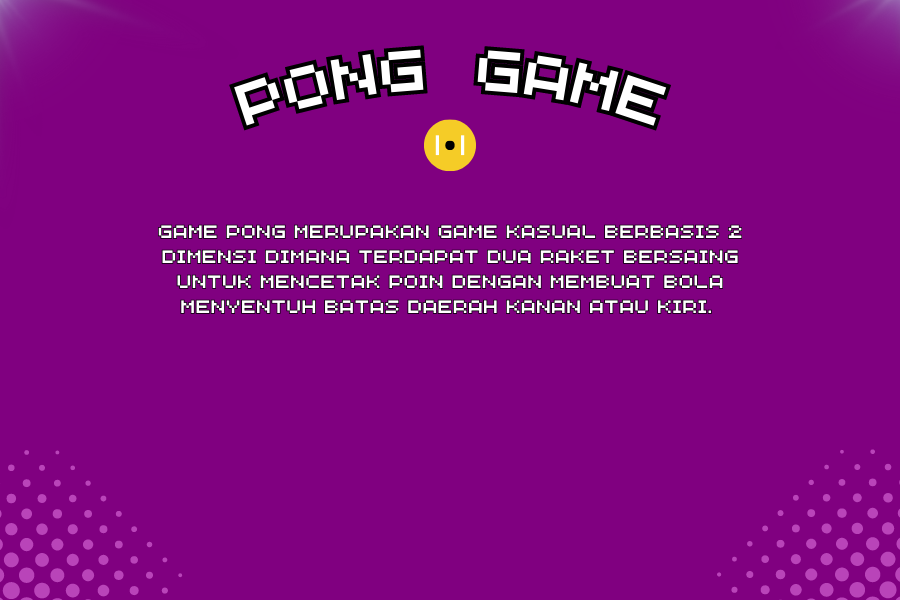 PONG GAME
GAME PONG MERUPAKAN GAME KASUAL BERBASIS 2
DIMENSI DIMANA TERDAPAT DUA RAKET BERSAING
UNTUK MENCETAK POIN DENGAN MEMBUAT BOLA
MENYENTUH BATAS DAERAH KANAN ATAU KIRI.